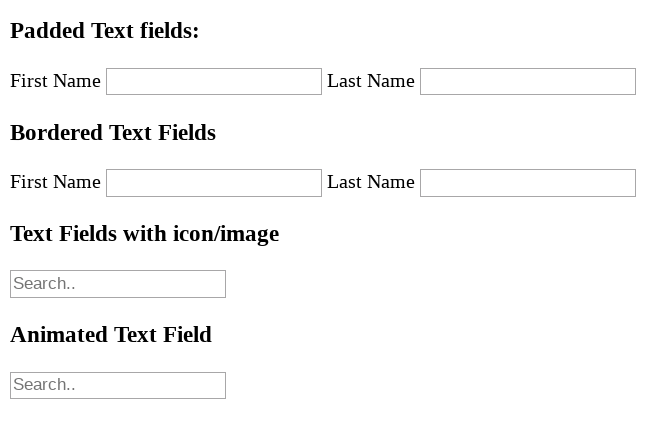 Padded Text fields:
First Name Last Name
Bordered Text Fields
First Name Last Name
Text Fields with icon/image
Search..
Animated Text Field
Search..